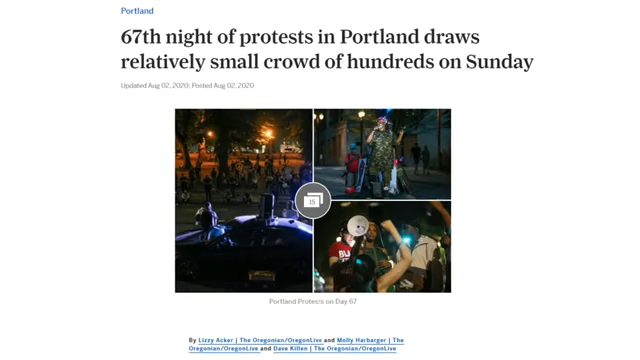 Portland
67th night of protests in Portland draws
relatively small crowd of hundreds on Sunday
Updated Aug 02, 2020; Posted Aug 02, 2020
15
Portland Protests on Day 67
By Lizzy Acker | The Oregonian/OregonLive and Molly Harbarger | The
Oregonian/OregonLive and Dave Killen | The Oregonian/OregonLive